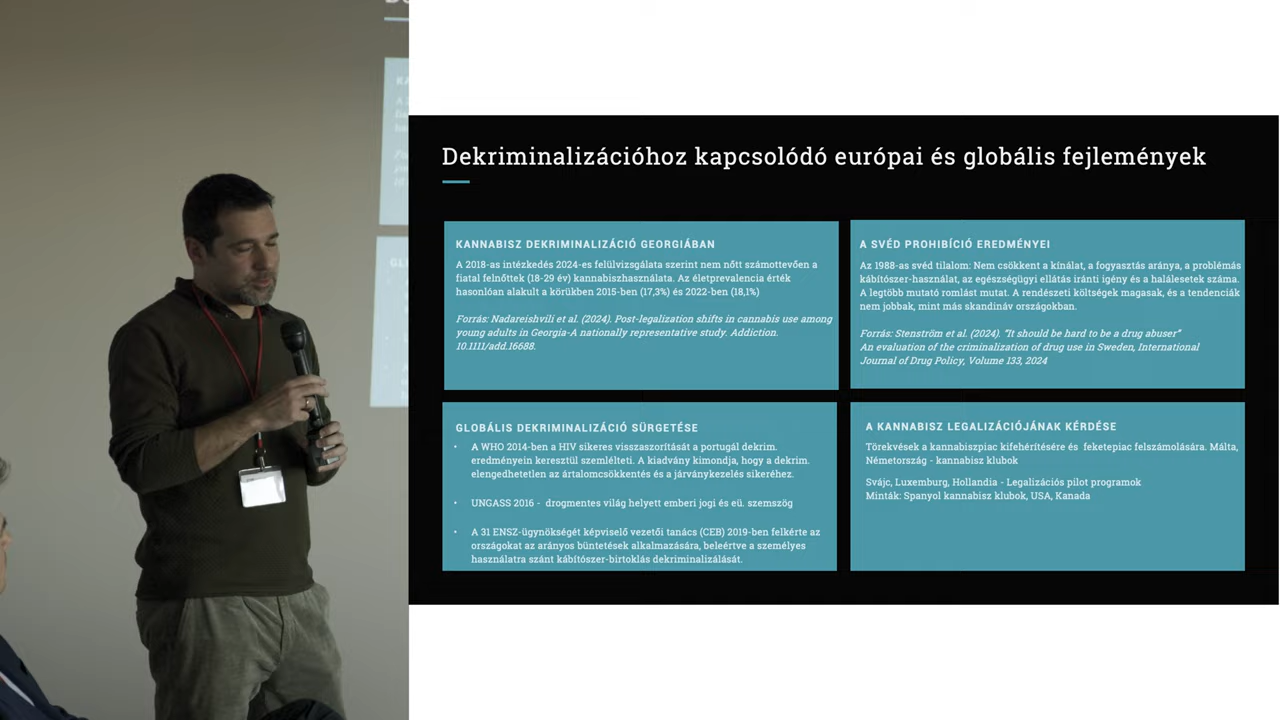 Dekriminalizációhoz kapcsolódó európai és globális fejlemények
KANNABISZ DEKRIMINALIZÁCIÓ GEORGIÁBAN
A 2018-as intézkedés 2024-es felülvizsgálata szerint nem nőtt számottevően a
fiatal felnőttek (18-29 év) kannabiszhasználata. Az életprevalencia érték
hasonlóan alakult a körükben 2015-ben (17,3%) és 2022-ben (18,1%)
Forrás: Nadareishvili et al. (2024). Post-legalization shifts in cannabis use among
young adults in Georgia-A nationally representative study. Addiction.
10.1111/add.16688.
A SVÉD PROHIBÍCIÓ EREDMÉNYEI
Az 1988-as svéd tilalom: Nem csökkent a kínálat, a fogyasztás aránya, a problémás
kábítószer-használat, az egészségügyi ellátás iránti igény és a halálesetek száma.
A legtöbb mutató romlást mutat. A rendészeti költségek magasak, és a tendenciák
nem jobbak, mint más skandináv országokban.
Forrás: Stenström et al. (2024). "It should be hard to be a drug abuser"
An evaluation of the criminalization of drug use in Sweden, International
Journal of Drug Policy, Volume 133, 2024
GLOBÁLIS DEKRIMINALIZÁCIÓ SÜRGETÉSE
• A WHO 2014-ben a HIV sikeres visszaszorítását a portugál dekrim.
eredményein keresztül szemlélteti. A kiadvány kimondja, hogy a dekrim.
elengedhetetlen az ártalomcsökkentés és a járványkezelés sikeréhez.
• UNGASS 2016 - drogmentes világ helyett emberi jogi és eü. szemszög
• A 31 ENSZ-ügynökségét képviselő vezetői tanács (CEB) 2019-ben felkérte az
országokat az arányos büntetések alkalmazására, beleértve a személyes
használatra szánt kábítószer-birtoklás dekriminalizálását.
A KANNABISZ LEGALIZÁCIÓJÁNAK KÉRDÉSE
Törekvések a kannabiszpiac kifehérítésére és feketepiac felszámolására. Málta,
Németország - kannabisz klubok
Svájc, Luxemburg, Hollandia - Legalizációs pilot programok
Minták: Spanyol kannabisz klubok, USA, Kanada